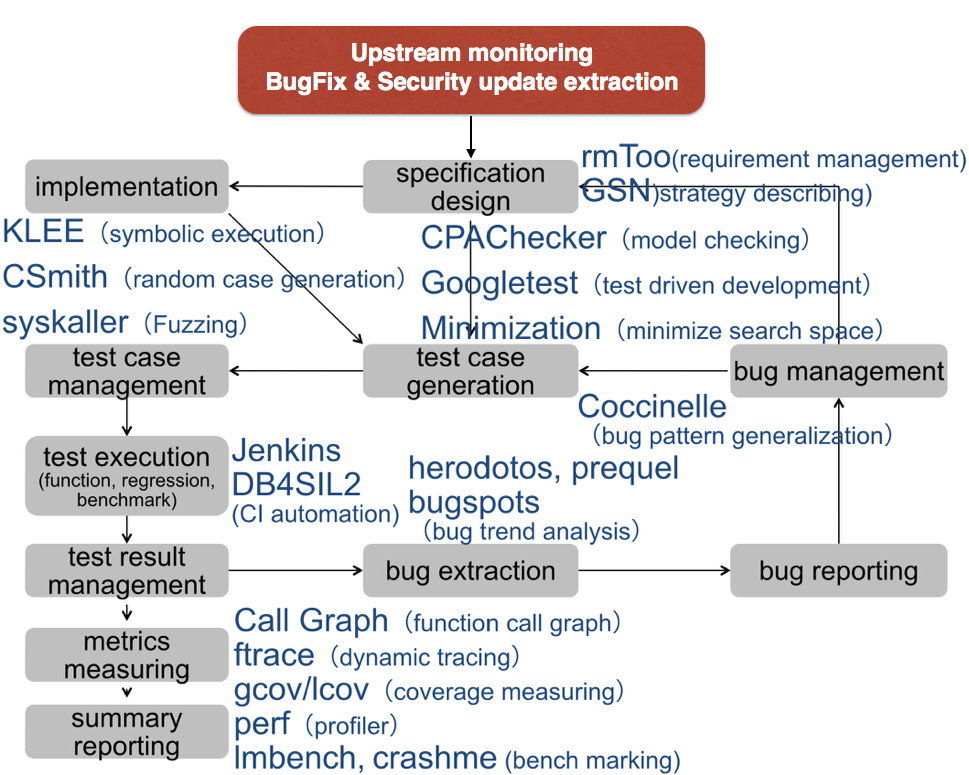 Upstream monitoring
BugFix & Security update extraction
rmToo(requirement management)
GSN)strategy describing)
implementation
specification
design
KLEE（symbolic execution）
CSmith（random case generation）
syskaller（Fuzzing）
CPAChecker（model checking）
Googletest（test driven development）
Minimization（minimize search space）
test case
management
test case
generation
bug management
Coccinelle
（bug pattern generalization）
test execution
(function, regression,
benchmark)
Jenkins
DB4SIL2
(CI automation)
herodotos, prequel
bugspots
（bug trend analysis）
test result
management
bug extraction
bug reporting
metrics
measuring
summary
reporting
Call Graph（function call graph）
ftrace（dynamic tracing）
gcov/lcov（coverage measuring）
perf（profiler）
lmbench, crashme (bench marking)